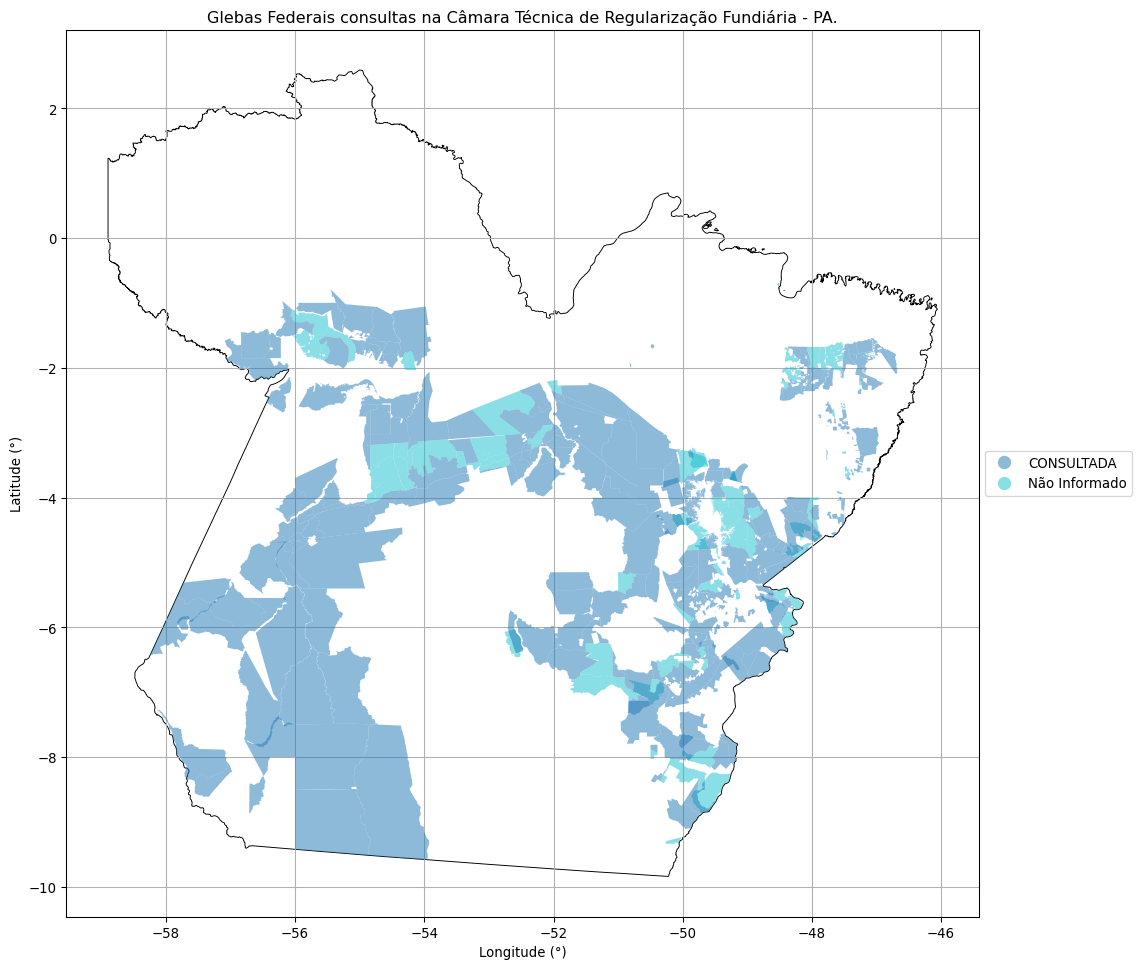 Glebas Federais consultas na Câmara Técnica de Regularização Fundiária - PA.
2
0
−2
−4
−6
−8
−10
Latitude (°)
CONSULTADA
Não Informado
−58
−56
−54
−52
−50
−48
−46
Longitude (°)